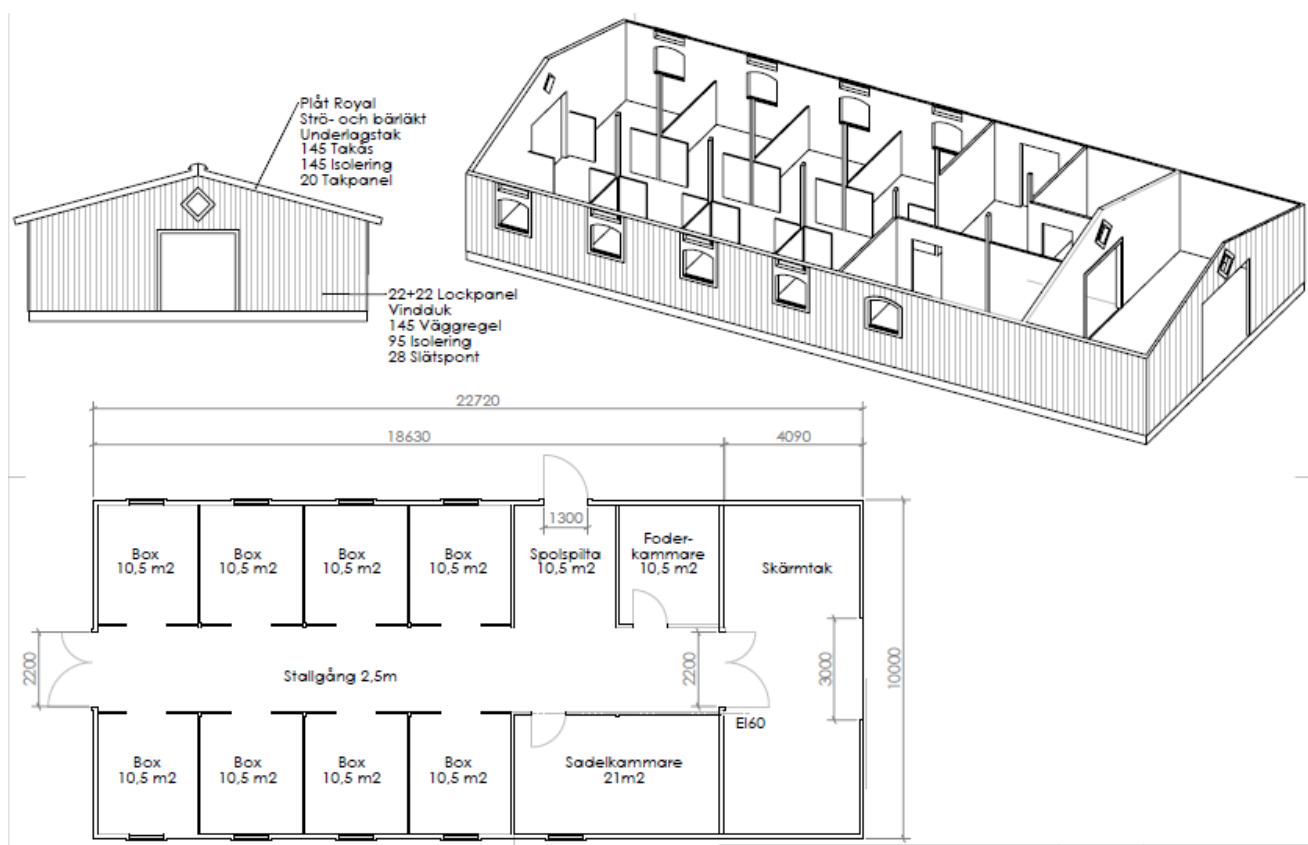 Plåt Royal
Strö- och bärläkt
Underlagstak
145 Takås
145 Isolering
20 Takpanel
22+22 Lockpanel
Vindduk
145 Väggregel
95 Isolering
28 Slätspont
22720
18630
4090
1300
Box
10,5 m2
Box
10,5 m2
Box
10,5 m2
Box
10,5 m2
Spolspilta
10,5 m2
Foder-
kammare
10,5 m2
Skärmtak
2200
Stallgång 2,5m
2200
3000
10000
EI60
Box
10,5 m2
Box
10,5 m2
Box
10,5 m2
Box
10,5 m2
Sadelkammare
21m2